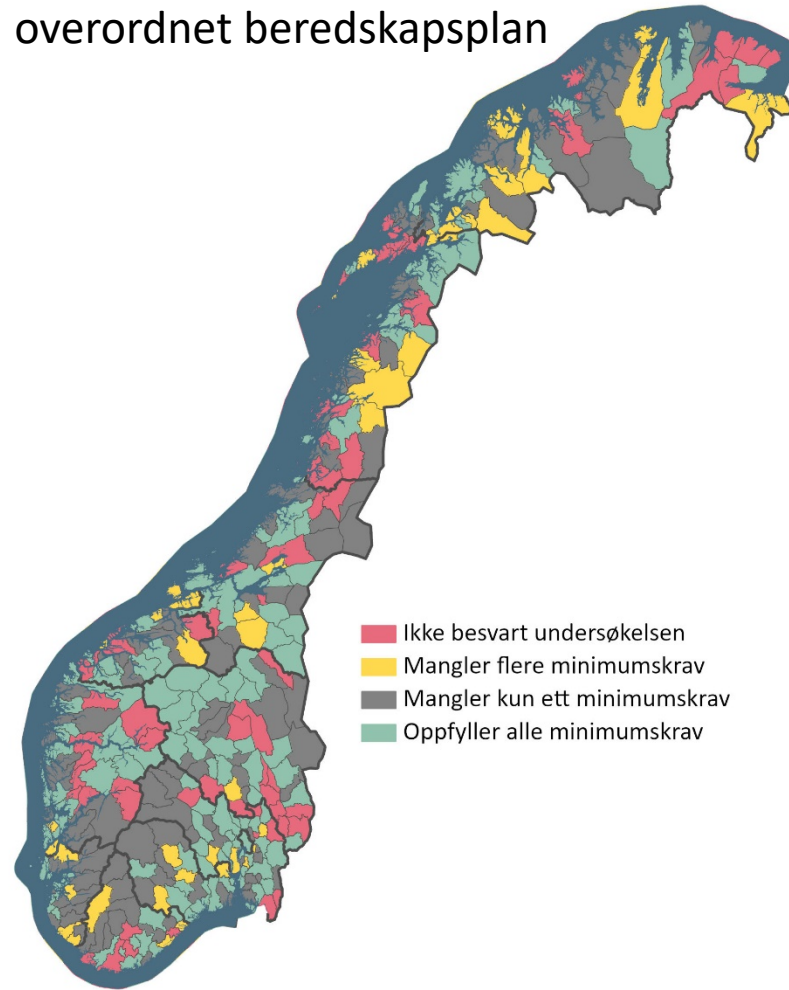 overordnet beredskapsplan
Ikke besvart undersøkelsen
Mangler flere minimumskrav
Mangler kun ett minimumskrav
Oppfyller alle minimumskrav